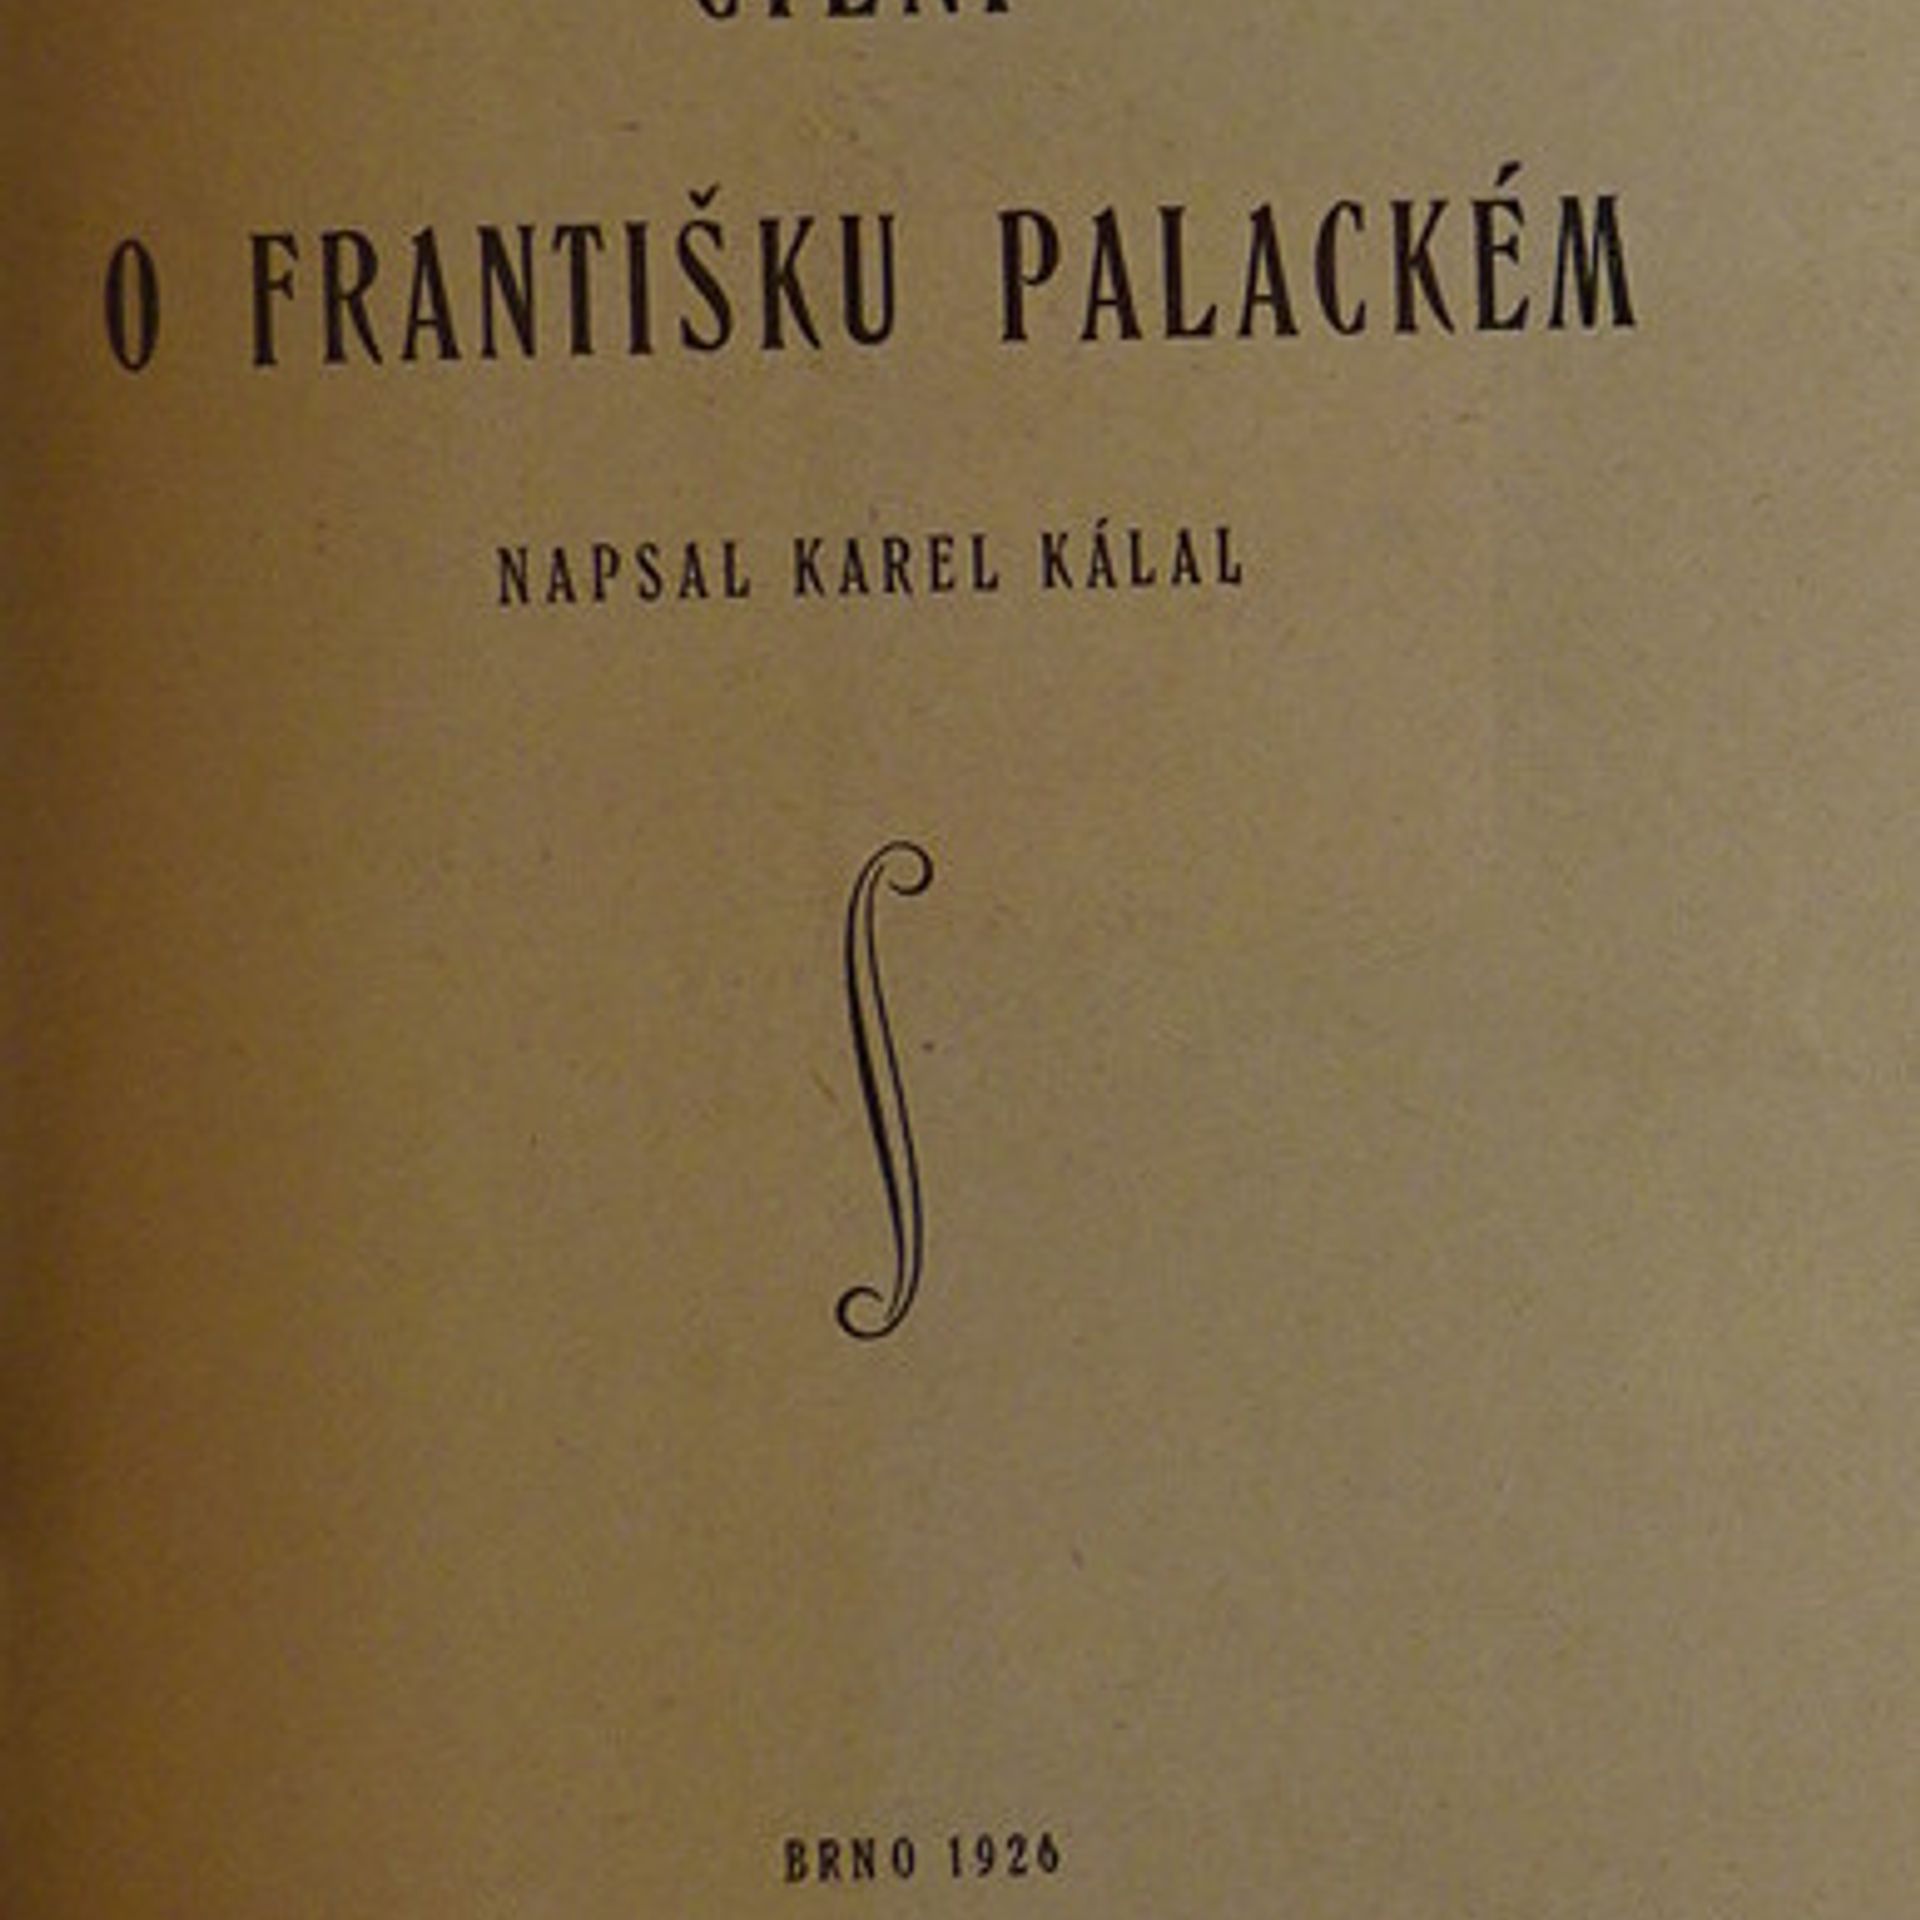 O FRANTIŠKU PALACKÉM
NAPSAL KAREL KÁLAL
BRNO 1926